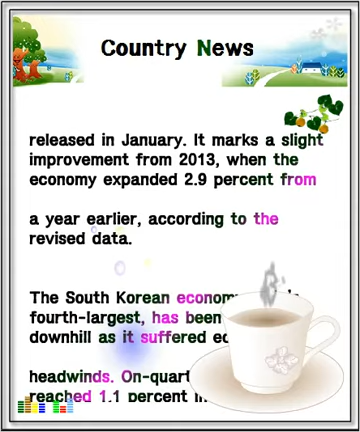 Country News
released in January. It marks a slight
improvement from 2013, when the
economy expanded 2.9 percent from
a year earlier, according to the
revised data.
The South Korean
fourth-largest, has been
downhill as it suffered
headwinds. On-quart
reached 1.1 percent in